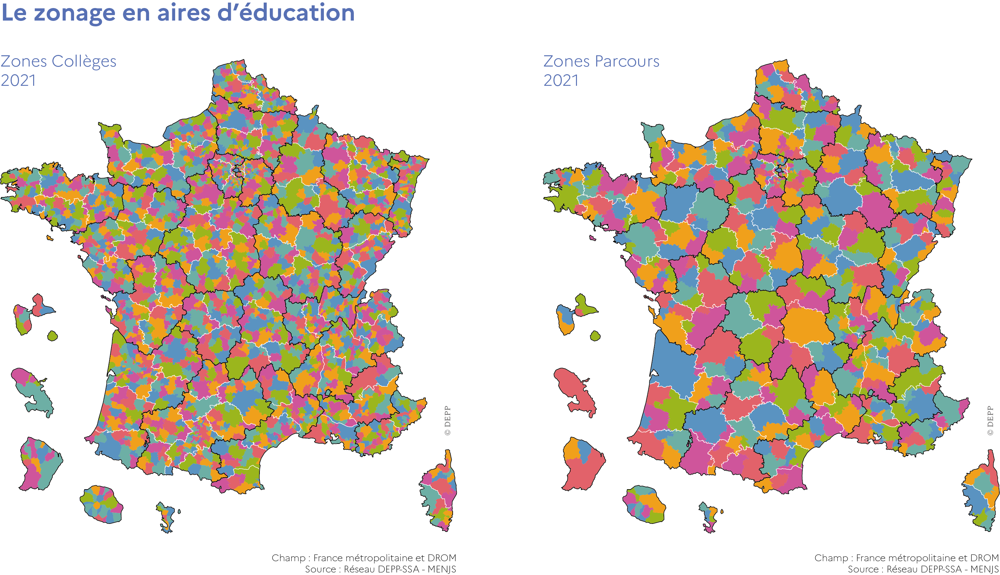 Le zonage en aires d’éducation
Zones Collèges
2021
© DEPP
Champ : France métropolitaine et DROM
Source : Réseau DEPP-SSA - MENJS
Zones Parcours
2021
© DEPP
Champ : France métropolitaine et DROM
Source : Réseau DEPP-SSA - MENJS